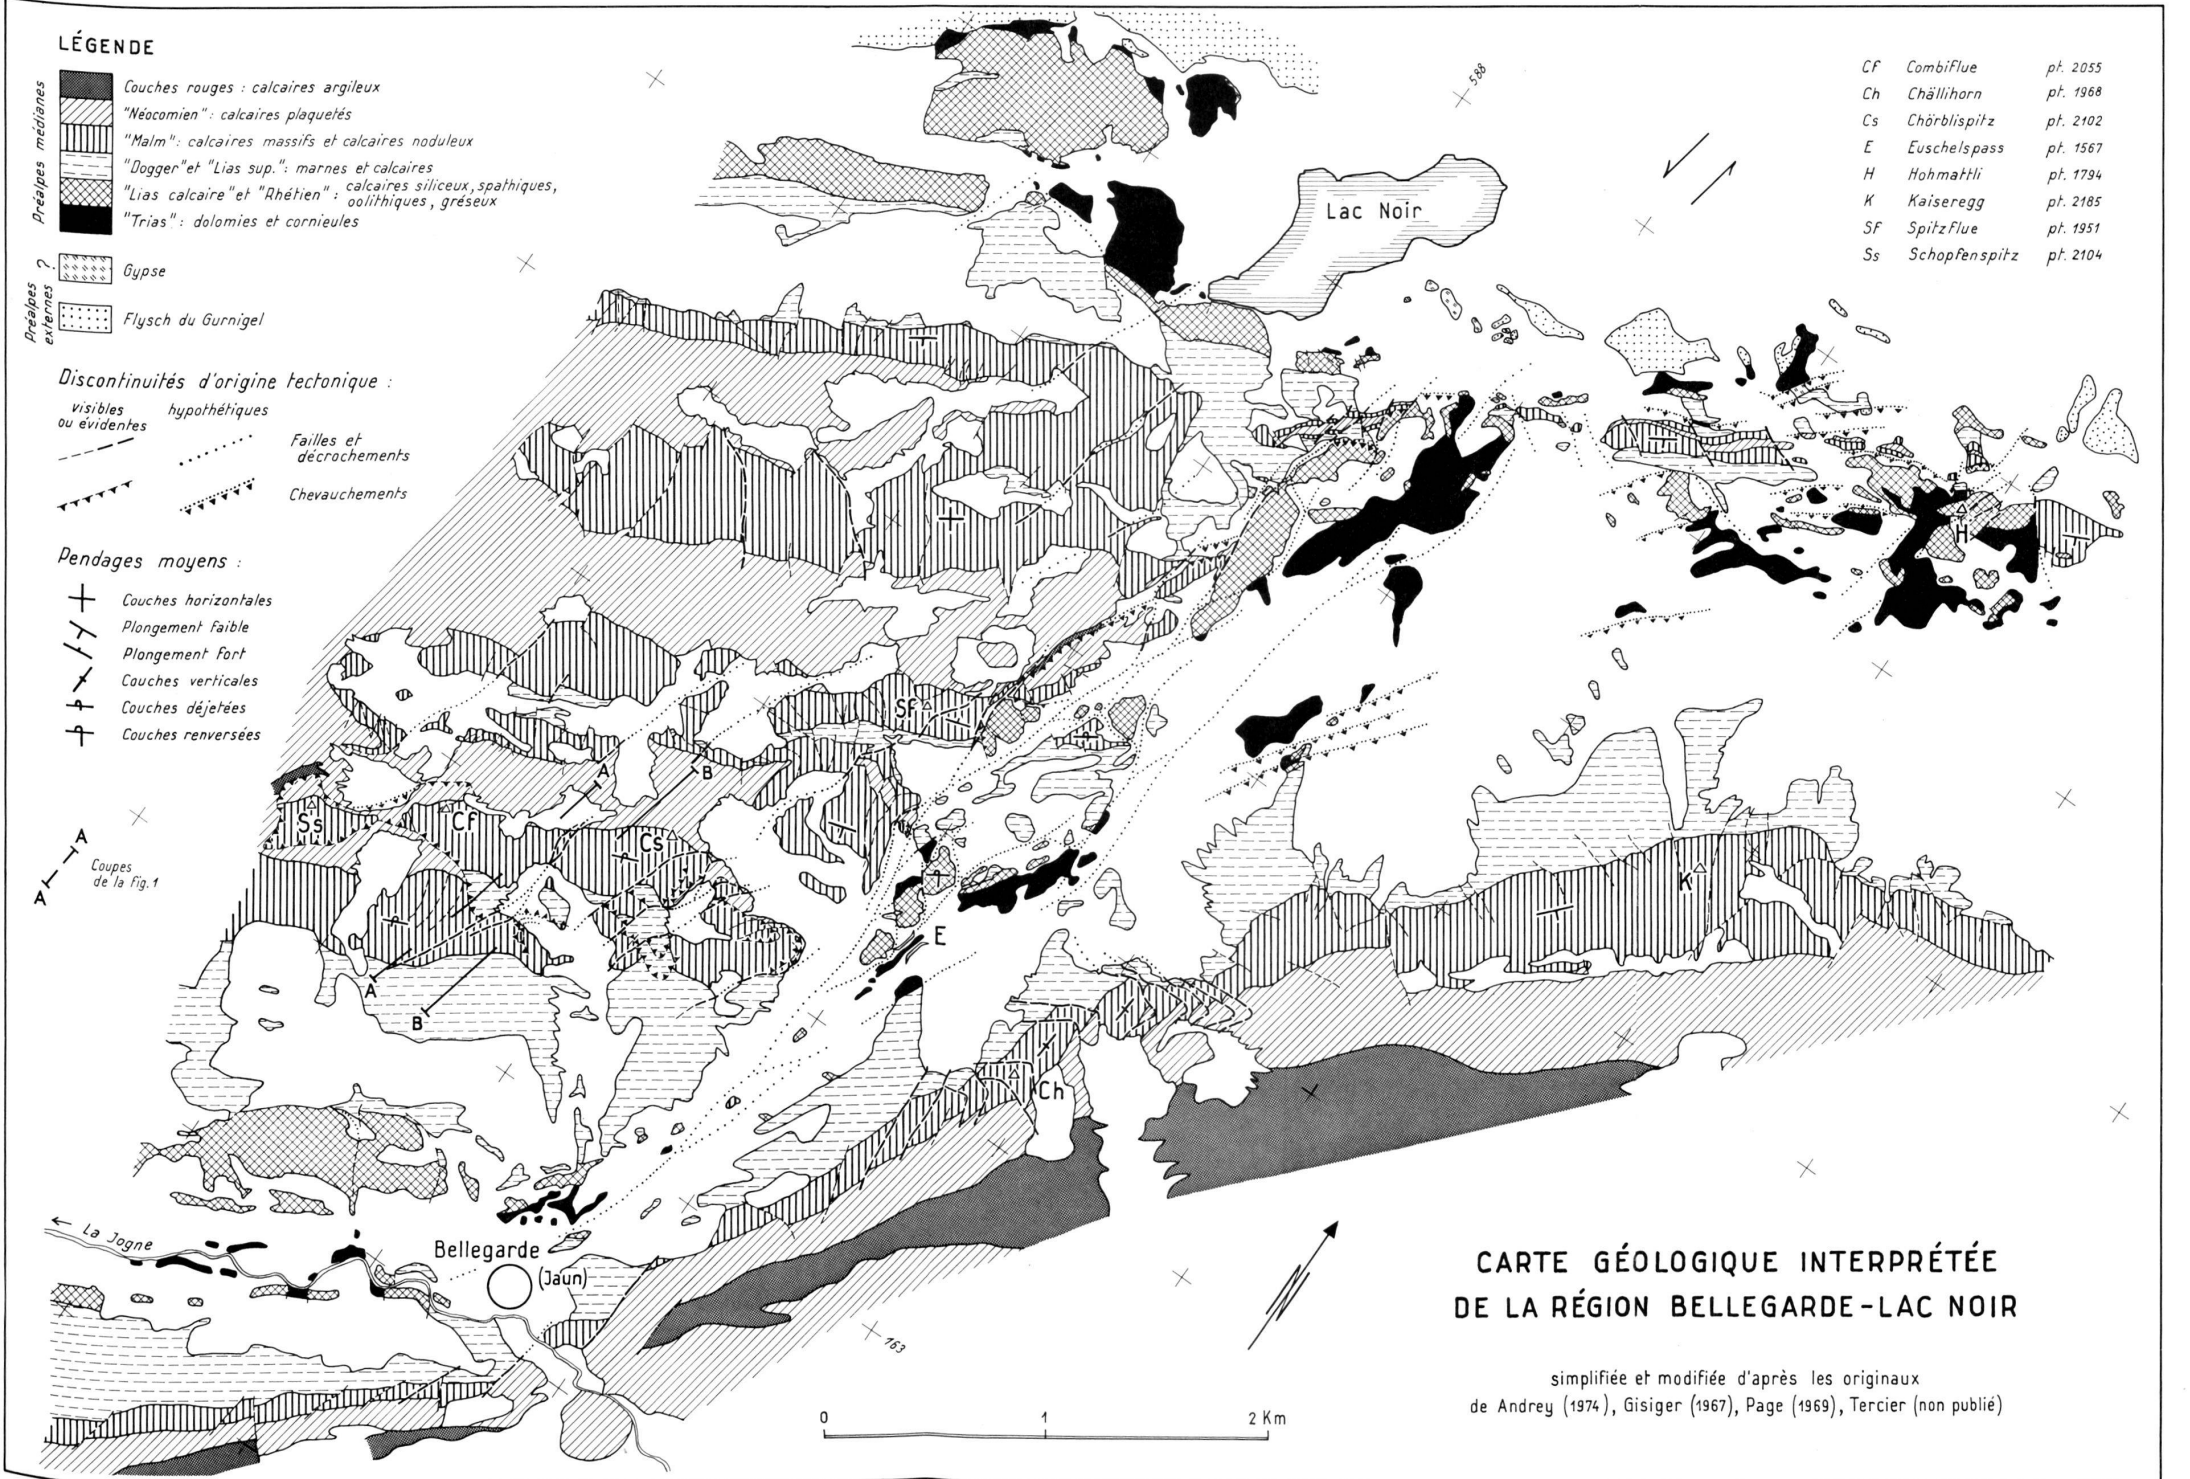 LÉGENDE
Préalpes médianes
Couches rouges : calcaires argileux
"Néocomien" : calcaires plaquetés
"Malm" : calcaires massifs et calcaires noduleux
"Dogger" et "Lias sup." : marnes et calcaires
"Lias calcaire" et "Rhétien" : calcaires siliceux, spathiques,
oolithiques, gréseux
"Trias" : dolomies et cornieules
Préalpes externes ?
Gypse
Flysch du Gurnigel
Discontinuités d'origine tectonique :
visibles
ou évidentes
hypothétiques
Failles et
décrochements
Chevauchements
Pendages moyens :
Couches horizontales
Plongement faible
Plongement fort
Couches verticales
Couches déjetées
Couches renversées
A
A
Coupes
de la fig.1
Cf Combiflue pt. 2055
Ch Chällihorn pt. 1968
Cs Chörblispitz pt. 2102
E Euschelspass pt. 1567
H Hohmattli pt. 1794
K Kaiseregg pt. 2185
Sf Spitzflue pt. 1951
Ss Schopfenspitz pt. 2104
588
Lac Noir
H
Sf
A
B
Ss
Cf
Cs
K
E
A
B
Ch
La Jogne
Bellegarde
(Jaun)
163
0 1 2 Km
CARTE GÉOLOGIQUE INTERPRÉTÉE
DE LA RÉGION BELLEGARDE-LAC NOIR
simplifiée et modifiée d'après les originaux
de Andrey (1974), Gisiger (1967), Page (1969), Tercier (non publié)